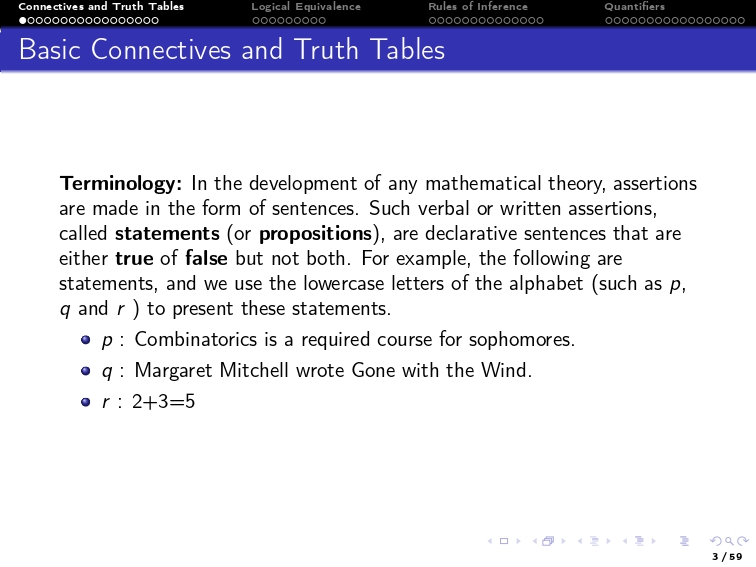 Connectives and Truth Tables Logical Equivalence Rules of Inference Quantifiers
Basic Connectives and Truth Tables
Terminology: In the development of any mathematical theory, assertions
are made in the form of sentences. Such verbal or written assertions,
called statements (or propositions), are declarative sentences that are
either true of false but not both. For example, the following are
statements, and we use the lowercase letters of the alphabet (such as p,
q and r ) to present these statements.
p : Combinatorics is a required course for sophomores.
q : Margaret Mitchell wrote Gone with the Wind.
r : 2+3=5
3 / 59